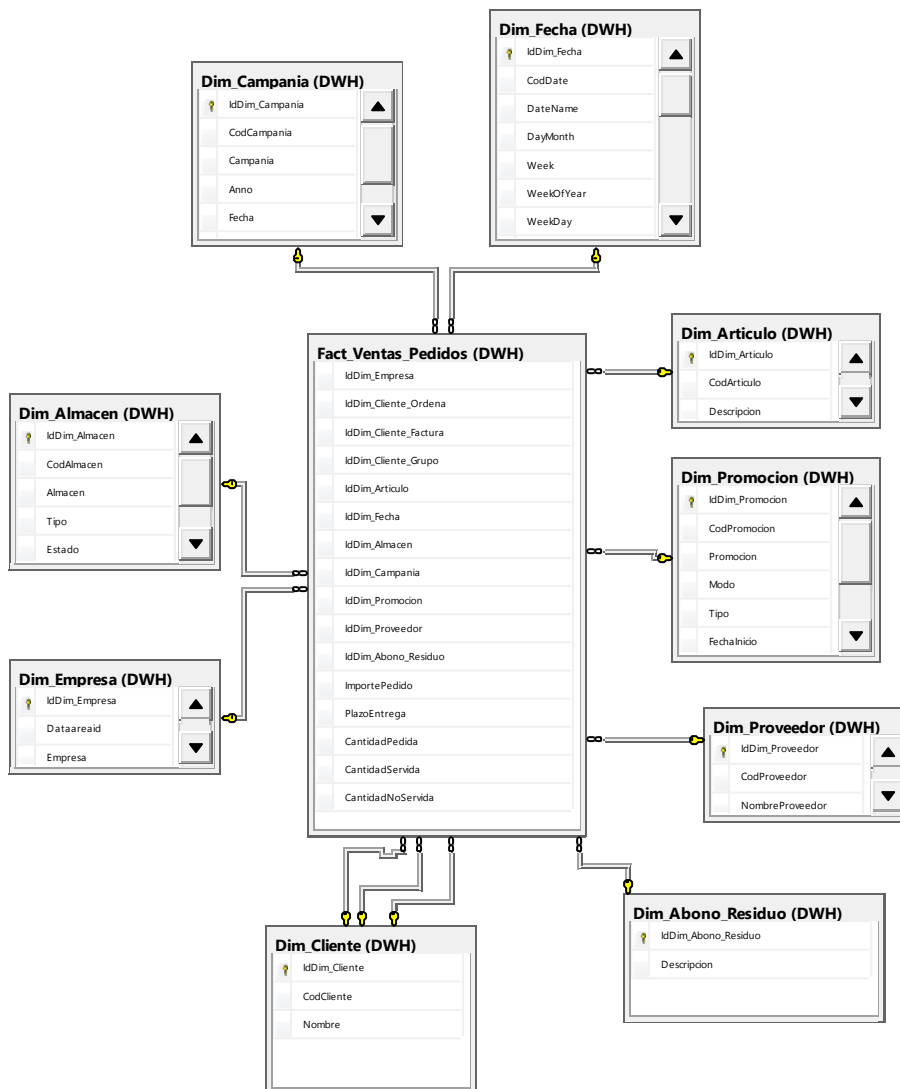 Dim_Fecha (DWH)
IdDim_Fecha
CodDate
DateName
DayMonth
Week
WeekOfYear
WeekDay
Dim_Campania (DWH)
IdDim_Campania
CodCampania
Campania
Anno
Fecha
Dim_Articulo (DWH)
IdDim_Articulo
CodArticulo
Descripcion
Fact_Ventas_Pedidos (DWH)
IdDim_Empresa
IdDim_Cliente_Ordena
IdDim_Cliente_Factura
IdDim_Cliente_Grupo
IdDim_Articulo
IdDim_Fecha
IdDim_Almacen
IdDim_Campania
IdDim_Promocion
IdDim_Proveedor
IdDim_Abono_Residuo
ImportePedido
PlazoEntrega
CantidadPedida
CantidadServida
CantidadNoServida
Dim_Almacen (DWH)
IdDim_Almacen
CodAlmacen
Almacen
Tipo
Estado
Dim_Promocion (DWH)
IdDim_Promocion
CodPromocion
Promocion
Modo
Tipo
FechaInicio
Dim_Empresa (DWH)
IdDim_Empresa
Dataareaid
Empresa
Dim_Proveedor (DWH)
IdDim_Proveedor
CodProveedor
NombreProveedor
Dim_Cliente (DWH)
IdDim_Cliente
CodCliente
Nombre
Dim_Abono_Residuo (DWH)
IdDim_Abono_Residuo
Descripcion